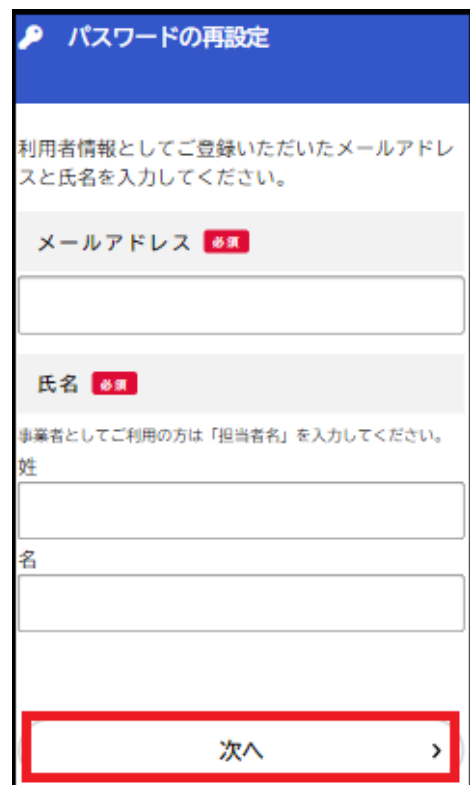 パスワードの再設定
利用者情報としてご登録いただいたメールアドレ
スと氏名を入力してください。
メールアドレス 必須
氏名 必須
事業者としてご利用の方は「担当者名」を入力してください。
姓
名
次へ